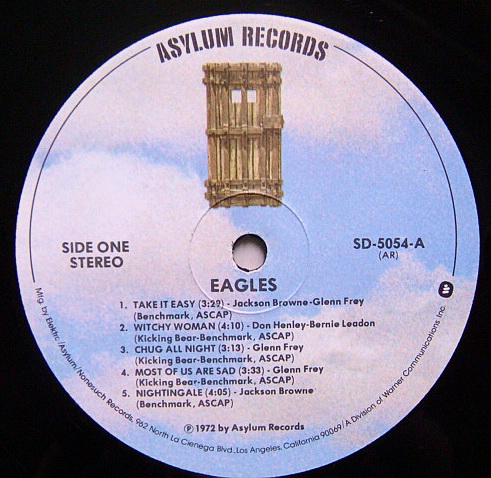 ASYLUM RECORDS
SIDE ONE
STEREO
SD-5054-A
(AR)
EAGLES
1. TAKE IT EASY (3:29) - Jackson Browne-Glenn Frey
(Benchmark, ASCAP)
2. WITCHY WOMAN (4:10) - Don Henley-Bernie Leadon
(Kicking Bear-Benchmark, ASCAP)
3. CHUG ALL NIGHT (3:13) - Glenn Frey
(Kicking Bear-Benchmark, ASCAP)
4. MOST OF US ARE SAD (3:33) - Glenn Frey
(Kicking Bear-Benchmark, ASCAP)
5. NIGHTINGALE (4:05) - Jackson Browne
(Benchmark, ASCAP)
℗ 1972 by Asylum Records
Mfg. by Elektra/Asylum/Nonesuch Records, 962 North La Cienega Blvd., Los Angeles, California 90069/A Division of Warner Communications Inc.